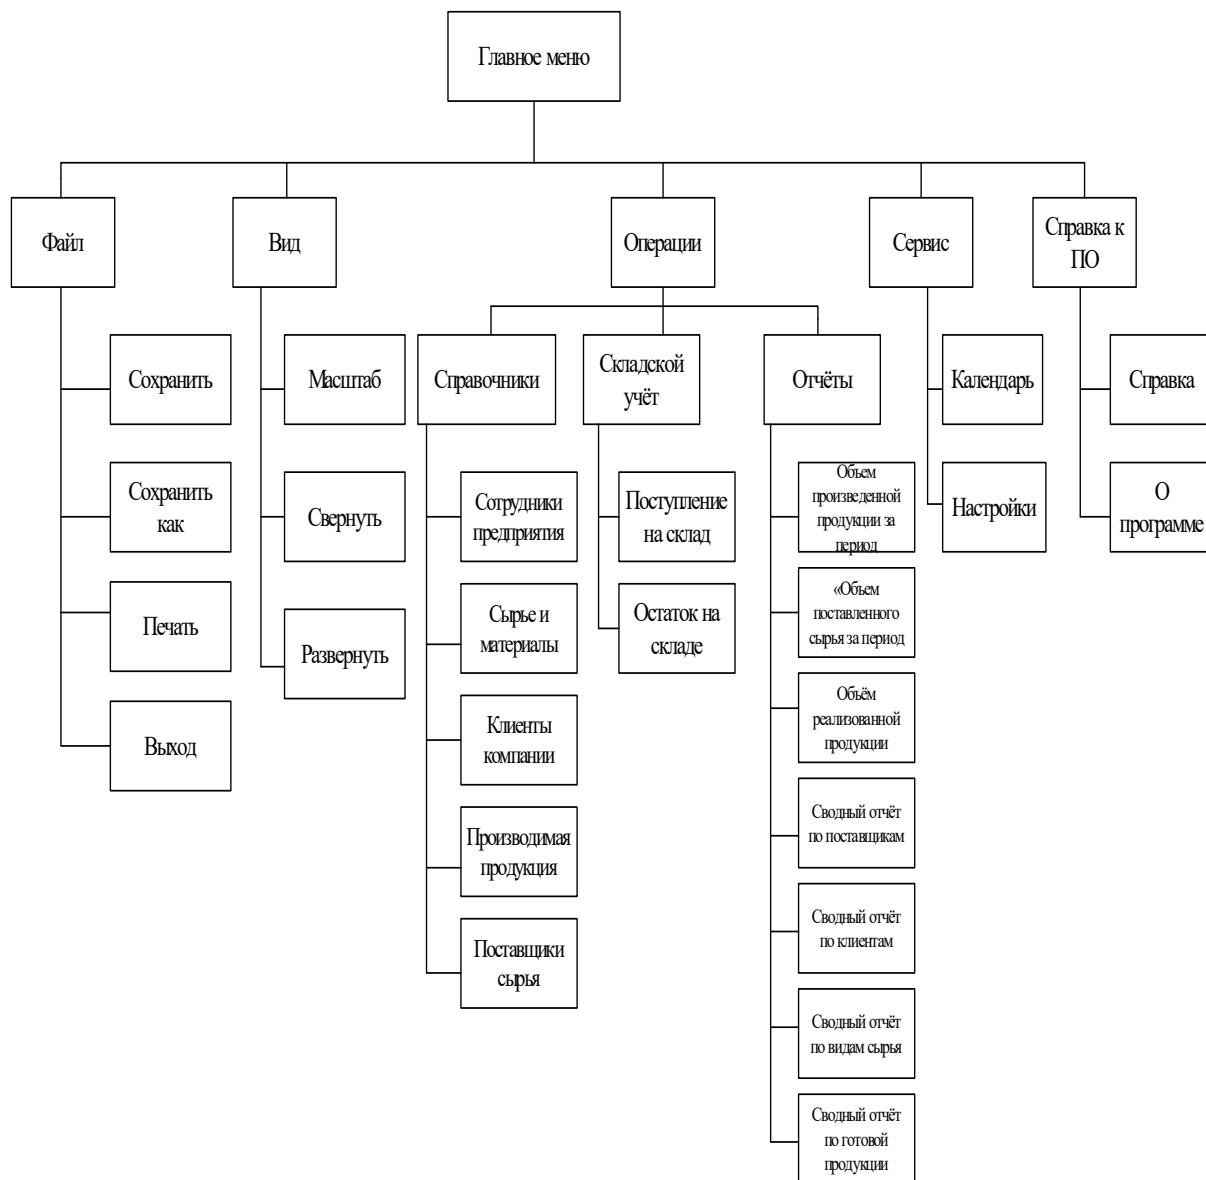 Главное меню
Файл
Вид
Операции
Сервис
Справка к
ПО
Сохранить
Масштаб
Справочники
Складской
учёт
Отчёты
Календарь
Справка
Сохранить
как
Свернуть
Сотрудники
предприятия
Поступление
на склад
Объем
произведенной
продукции за
период
Настройки
О
программе
Печать
Развернуть
Сырье и
материалы
Остаток на
складе
«Объем
поставленного
сырья за период
Выход
Клиенты
компании
Объём
реализованной
продукции
Производимая
продукция
Сводный отчёт
по поставщикам
Поставщики
сырья
Сводный отчёт
по клиентам
Сводный отчёт
по видам сырья
Сводный отчёт
по готовой
продукции